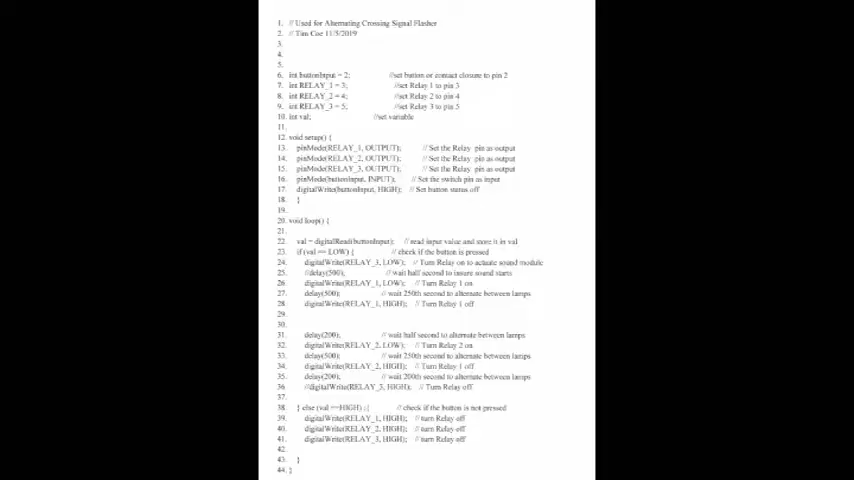 1. // Used for Alternating Crossing Signal Flasher
2. // Tim Coe 11/5/2019
3.
4.
5.
6. int buttonInput = 2; //set button or contact closure to pin 2
7. int RELAY_1 = 3; //set Relay 1 to pin 3
8. int RELAY_2 = 4; //set Relay 2 to pin 4
9. int RELAY_3 = 5; //set Relay 3 to pin 5
10. int val; //set variable
11.
12. void setup() {
13. pinMode(RELAY_1, OUTPUT); // Set the Relay pin as output
14. pinMode(RELAY_2, OUTPUT); // Set the Relay pin as output
15. pinMode(RELAY_3, OUTPUT); // Set the Relay pin as output
16. pinMode(buttonInput, INPUT); // Set the switch pin as input
17. digitalWrite(buttonInput, HIGH); // Set button status off
18. }
19.
20. void loop() {
21.
22. val = digitalRead(buttonInput); // read input value and store it in val
23. if (val == LOW) { // check if the button is pressed
24. digitalWrite(RELAY_3, LOW); // Turn Relay on to actuate sound module
25. //delay(500); // wait half second to insure sound starts
26 digitalWrite(RELAY_1, LOW); // Turn Relay 1 on
27. delay(500); // wait 250th second to alternate between lamps
28. digitalWrite(RELAY_1, HIGH); // Turn Relay 1 off
29.
30.
31. delay(200); // wait half second to alternate between lamps
32. digitalWrite(RELAY_2, LOW); // Turn Relay 2 on
33. delay(500); // wait 250th second to alternate between lamps
34. digitalWrite(RELAY_2, HIGH); // Turn Relay 1 off
35. delay(200); // wait 200th second to alternate between lamps
36. //digitalWrite(RELAY_3, HIGH); // Turn Relay off
37.
38. } else (val ==HIGH) ;{ // check if the button is not pressed
39. digitalWrite(RELAY_1, HIGH); // turn Relay off
40. digitalWrite(RELAY_2, HIGH); // turn Relay off
41. digitalWrite(RELAY_3, HIGH); // turn Relay off
42.
43. }
44. }